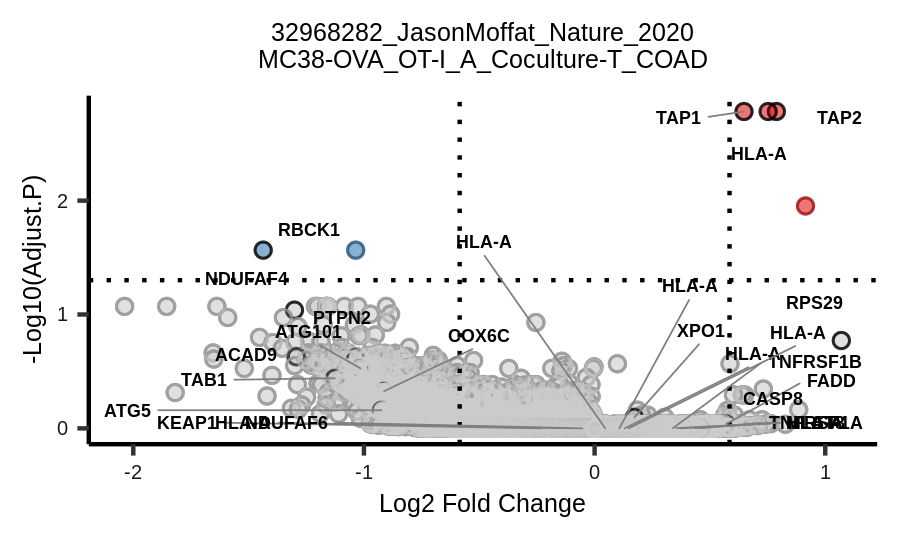 32968282_JasonMoffat_Nature_2020
MC38-OVA_OT-I_A_Coculture-T_COAD
-Log10(Adjust.P)
TAP1
TAP2
HLA-A
RBCK1
HLA-A
NDUFAF4
HLA-A
RPS29
PTPN2
ATG101
COX6C
XPO1
HLA-A
ACAD9
HLA-A
TNFRSF1B
TAB1
FADD
CASP8
ATG5
KEAP1
HLA-A
NDUFAF6
2
1
0
-2
-1
0
1
Log2 Fold Change